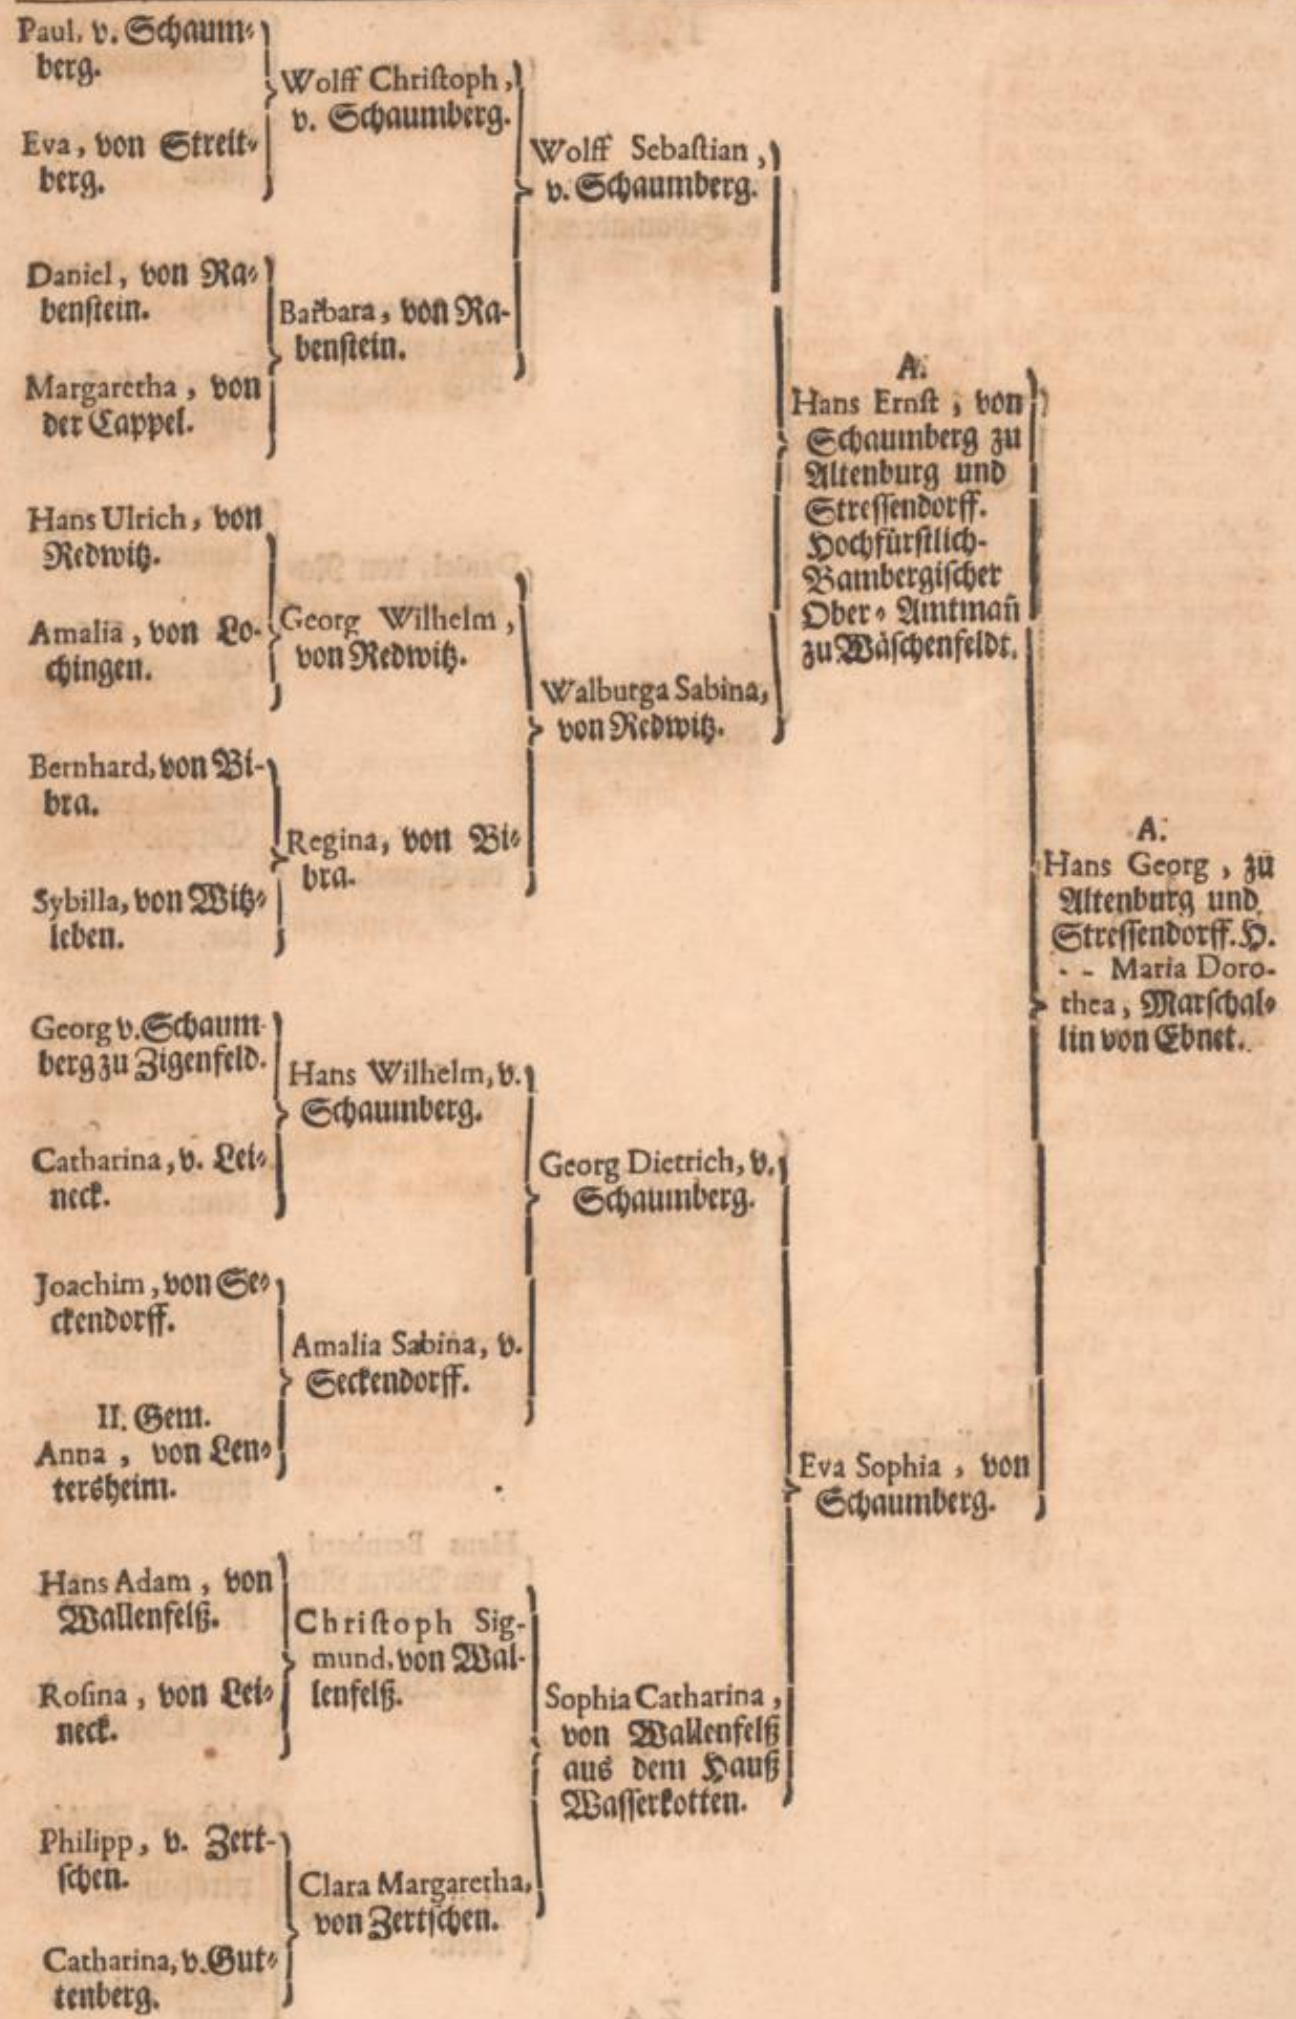 Paul, v. Schaum-
berg.
Eva, von Streit-
berg.
Daniel, von Ra-
benstein.
Margaretha, von
der Cappel.
Hans Ulrich, von
Redwitz.
Amalia, von Lo-
chingen.
Bernhard, von Bi-
bra.
Sybilla, von Witz-
leben.
Georg v. Schaum-
berg zu Zigenfeld.
Catharina, v. Lei-
neck.
Joachim, von Se-
ckendorff.
II. Gem.
Anna, von Len-
tersheim.
Hans Adam, von
Wallenfelß.
Rosina, von Lei-
neck.
Philipp, v. Zert-
schen.
Catharina, v. Gut-
tenberg.
Wolff Christoph,
v. Schaumberg.
Barbara, von Ra-
benstein.
Georg Wilhelm,
von Redwitz.
Regina, von Bi-
bra.
Hans Wilhelm, v.
Schaumberg.
Amalia Sabina, v.
Seckendorff.
Christoph Sig-
mund, von Wal-
lenfelß.
Clara Margaretha,
von Zertschen.
Wolff Sebastian,
v. Schaumberg.
Walburga Sabina,
von Redwitz.
Georg Dietrich, v.
Schaumberg.
Sophia Catharina,
von Wallenfelß
aus dem Hauß
Wasserkotten.
A.
Hans Ernst, von
Schaumberg zu
Altenburg und
Stressendorff.
Hochfürstlich-
Bambergischer
Ober-Amtmañ
zu Wäschenfeldt.
Eva Sophia, von
Schaumberg.
A.
Hans Georg, zu
Altenburg und
Stressendorff. H.
- - Maria Doro-
thea, Marschal-
lin von Ebnet.